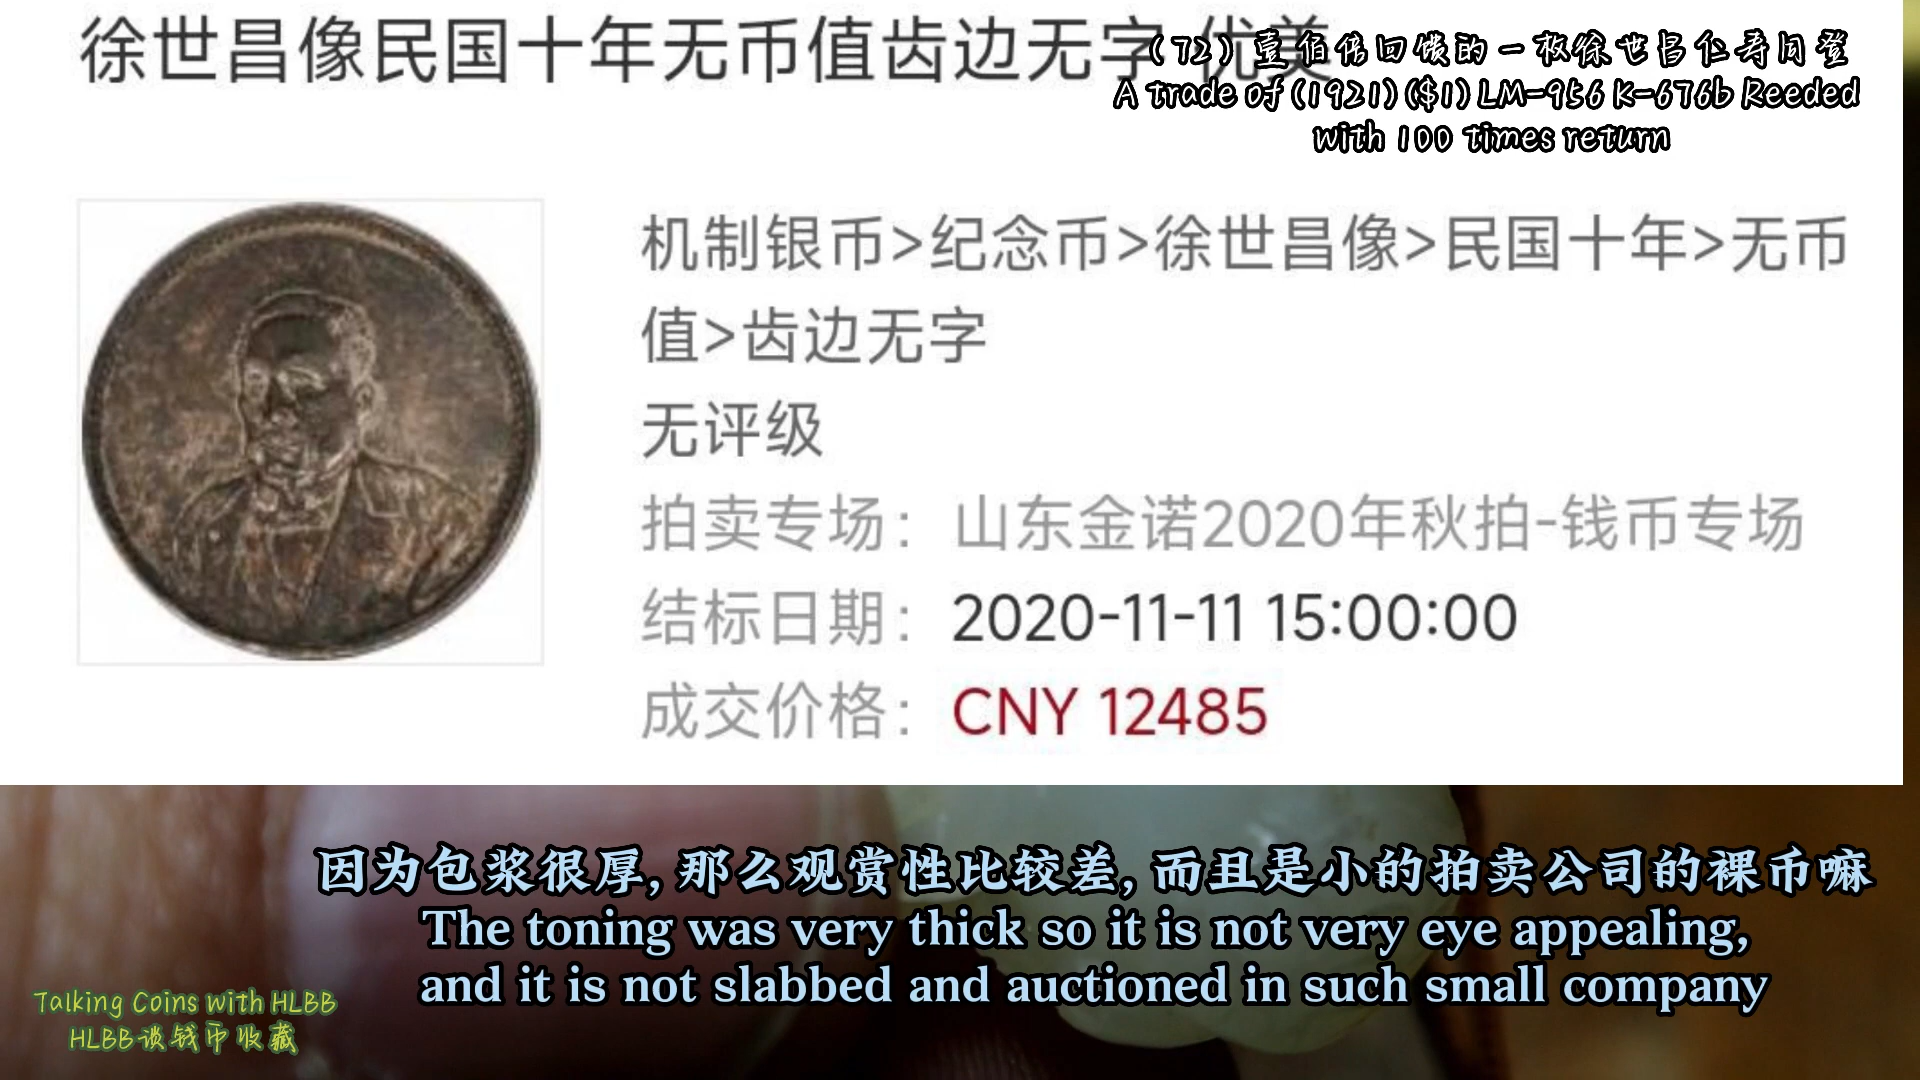 徐世昌像民国十年无币值齿边无字 优美
（72）壹佰倍回馈的一枚徐世昌仁寿同登
A trade of (1921) ($1) LM-956 K-676b Reeded
with 100 times return
机制银币>纪念币>徐世昌像>民国十年>无币
值>齿边无字
无评级
拍卖专场： 山东金诺2020年秋拍-钱币专场
结标日期： 2020-11-11 15:00:00
成交价格： CNY 12485
因为包浆很厚, 那么观赏性比较差, 而且是小的拍卖公司的裸币嘛
The toning was very thick so it is not very eye appealing,
and it is not slabbed and auctioned in such small company
Talking Coins with HLBB
HLBB谈钱币收藏